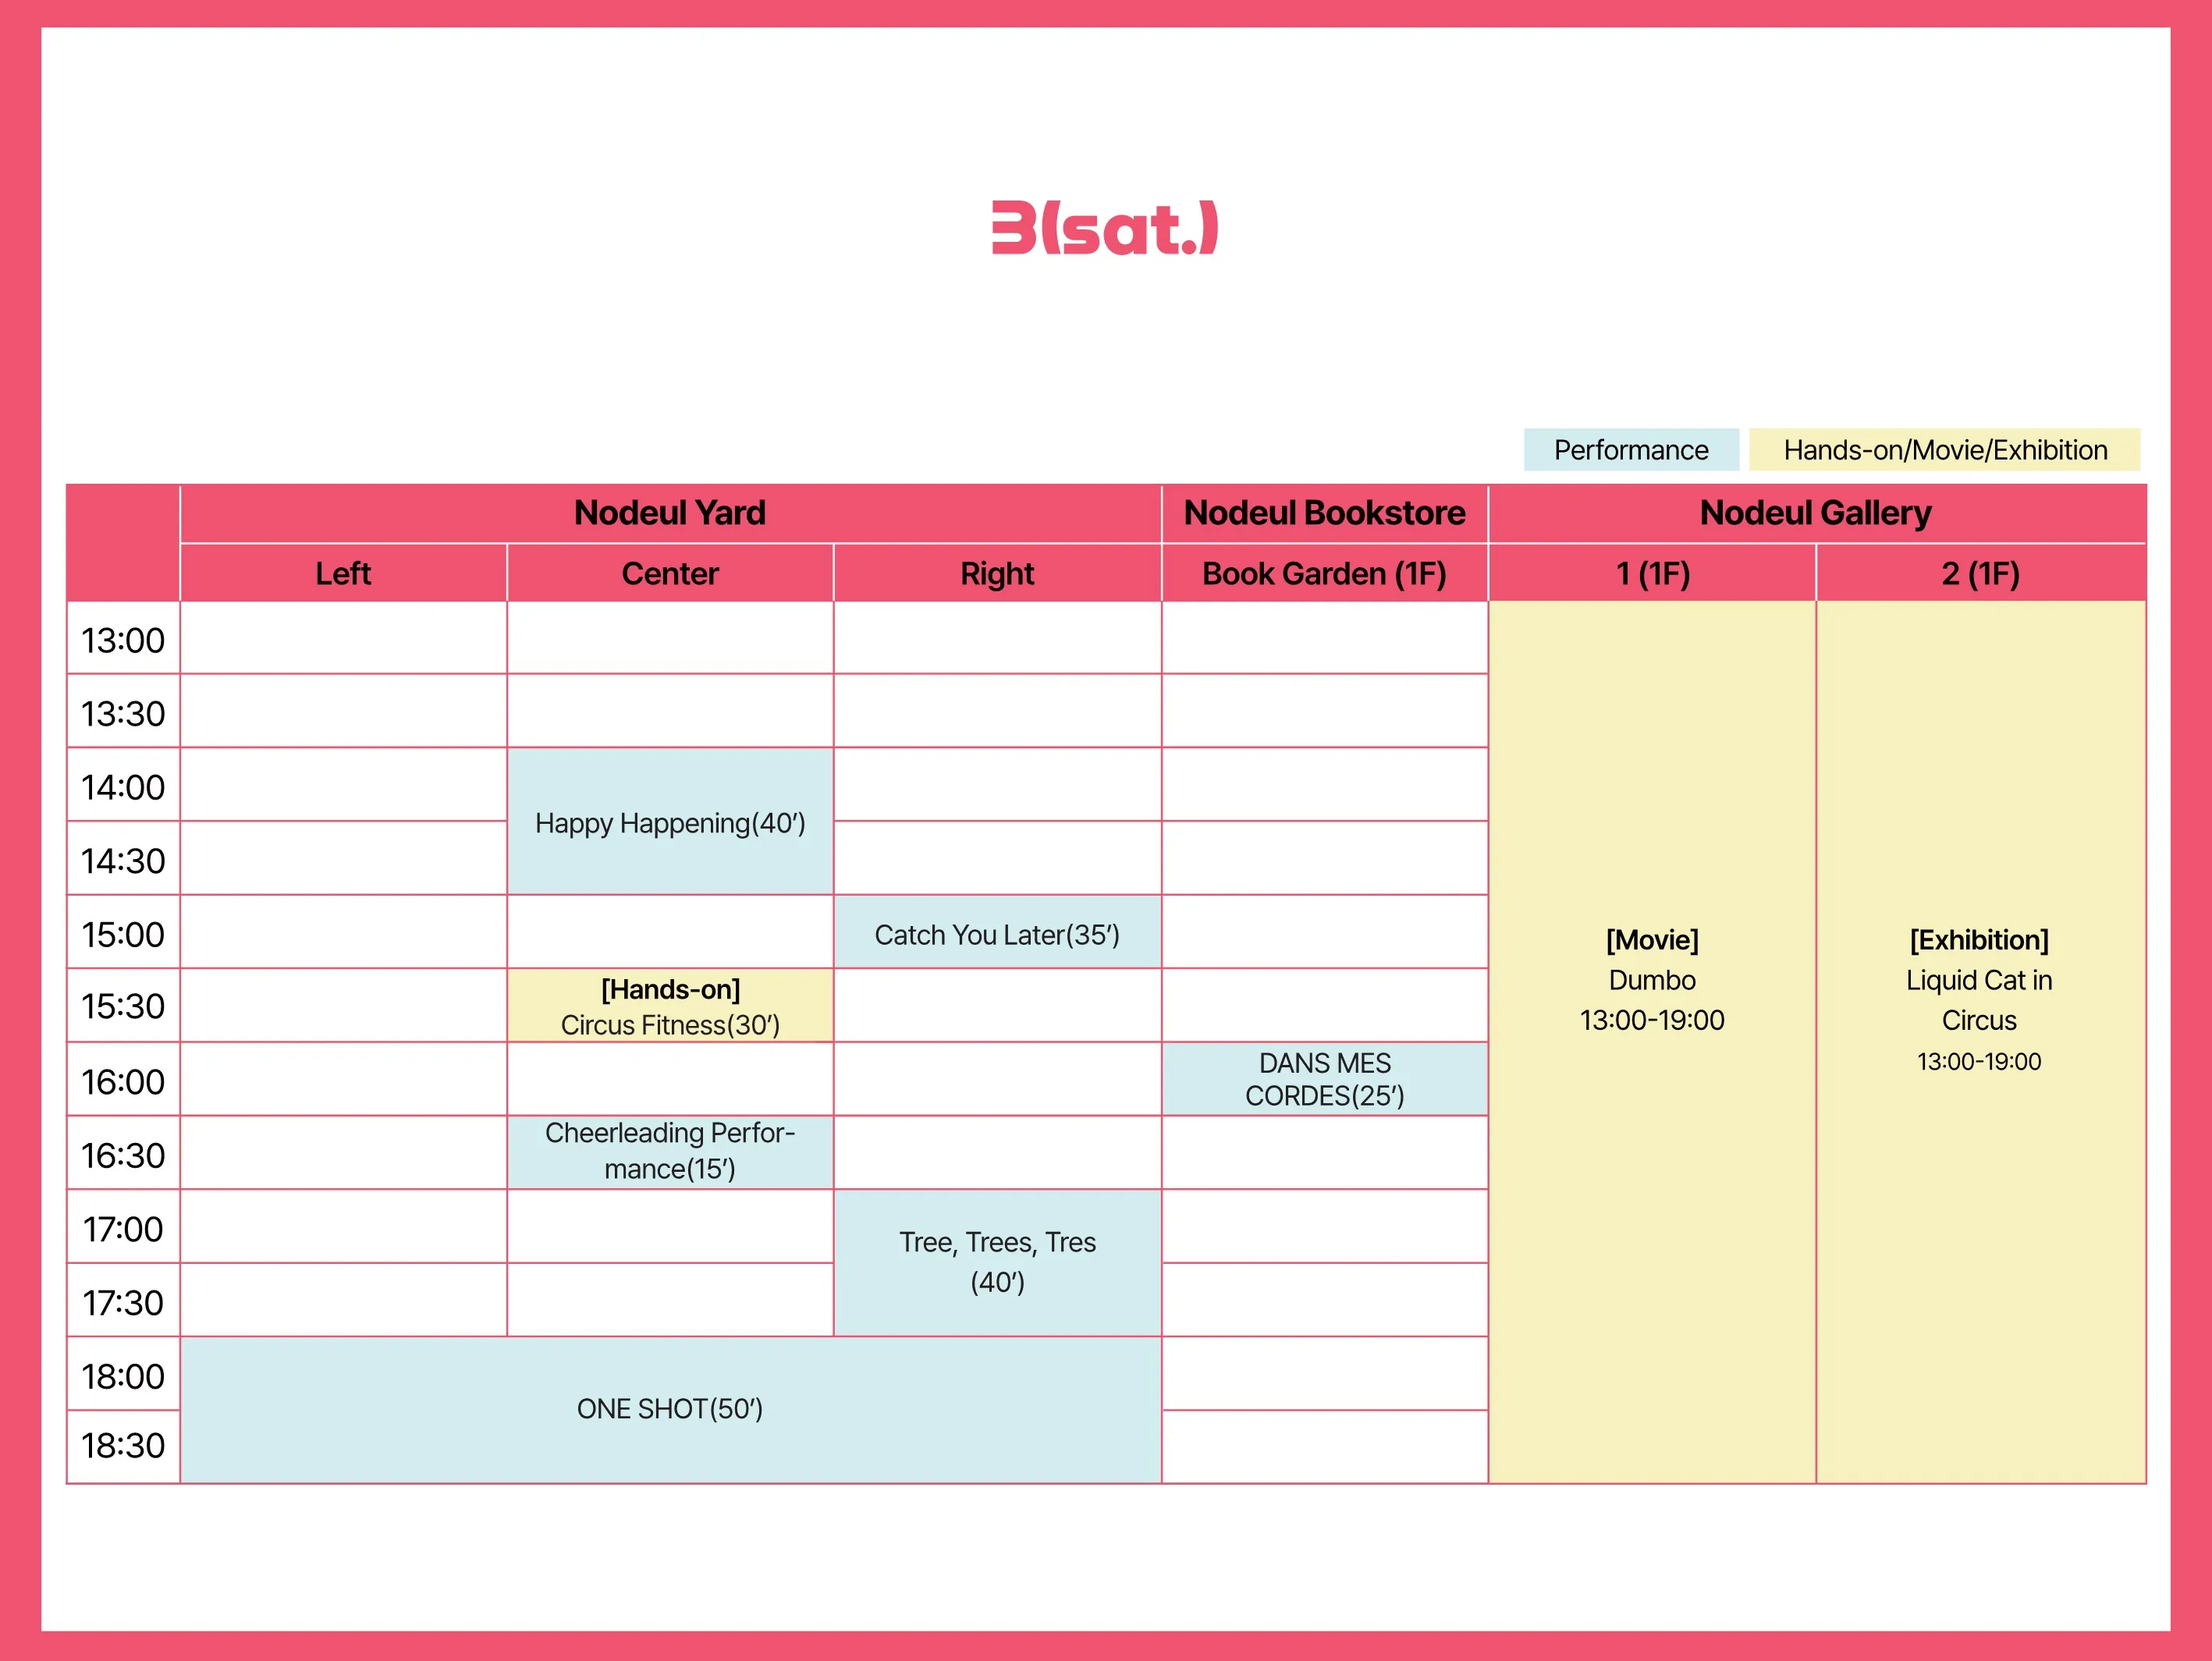 3(sat.)
Performance
Hands-on/Movie/Exhibition
Nodeul Yard
Nodeul Bookstore
Nodeul Gallery
Left
Center
Right
Book Garden (1F)
1 (1F)
2 (1F)
13:00
13:30
14:00
Happy Happening(40’)
14:30
15:00
Catch You Later(35’)
[Movie]
Dumbo
13:00-19:00
[Exhibition]
Liquid Cat in
Circus
13:00-19:00
15:30
[Hands-on]
Circus Fitness(30’)
16:00
DANS MES
CORDES(25’)
16:30
Cheerleading Perfor-
mance(15’)
17:00
Tree, Trees, Tres
(40’)
17:30
18:00
ONE SHOT(50’)
18:30